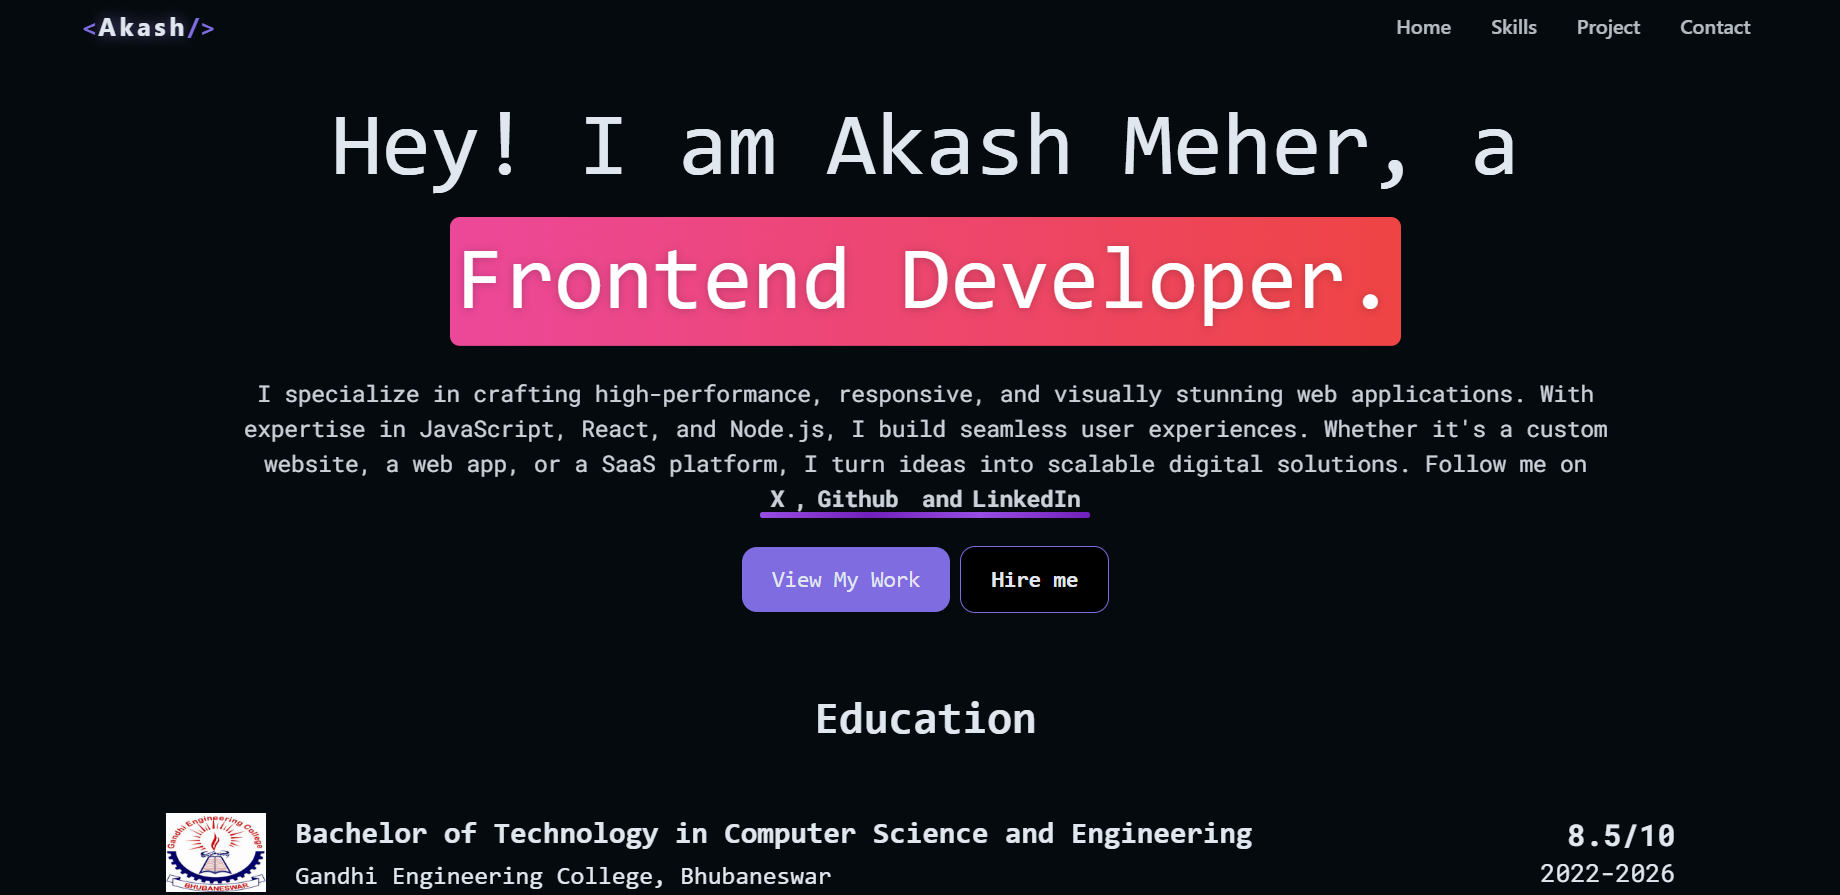 <Akash/>
Home Skills Project Contact
Hey! I am Akash Meher, a
Frontend Developer.
I specialize in crafting high-performance, responsive, and visually stunning web applications. With
expertise in JavaScript, React, and Node.js, I build seamless user experiences. Whether it's a custom
website, a web app, or a SaaS platform, I turn ideas into scalable digital solutions. Follow me on
X , Github and LinkedIn
View My Work Hire me
Education
Gandhi Engineering College
BHUBANESWAR
Bachelor of Technology in Computer Science and Engineering
8.5/10
Gandhi Engineering College, Bhubaneswar
2022-2026